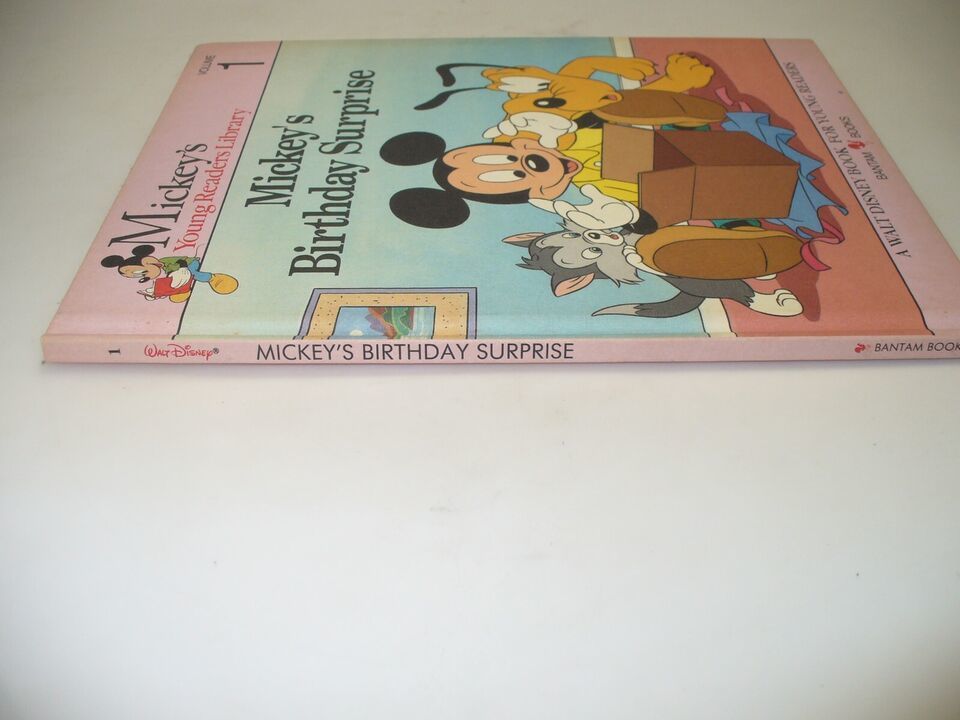 VOLUME
1
Mickey's
Young Readers Library
Mickey's
Birthday Surprise
A WALT DISNEY BOOK FOR YOUNG READERS
BANTAM BOOKS
1 Walt Disney® MICKEY'S BIRTHDAY SURPRISE BANTAM BOOK